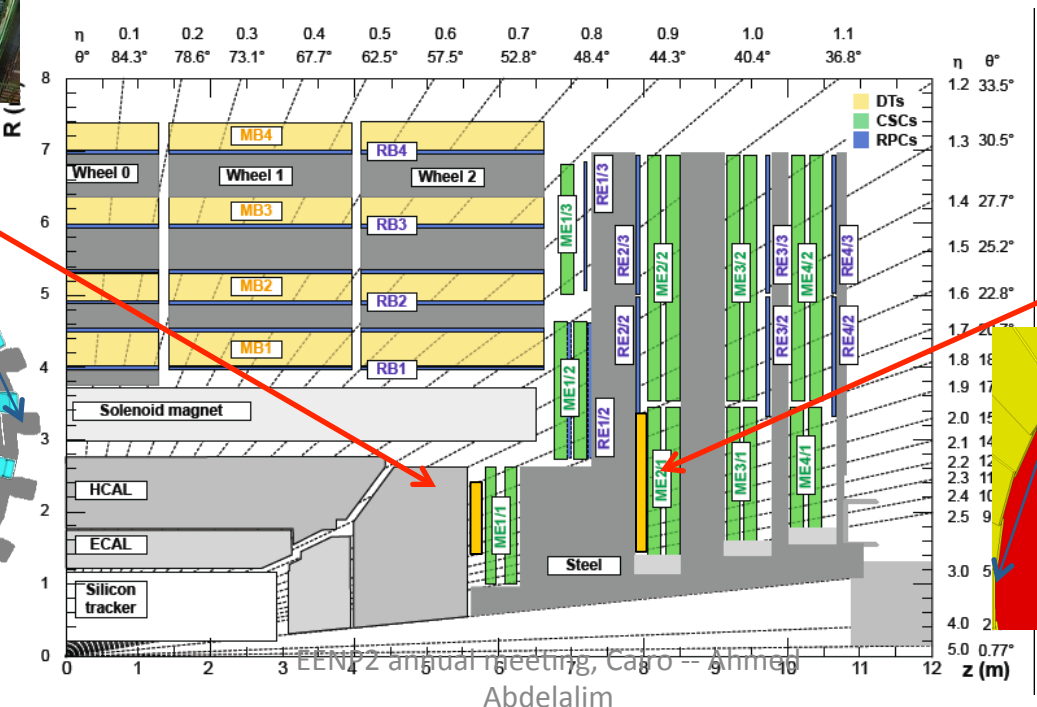 η 0.1 0.2 0.3 0.4 0.5 0.6 0.7 0.8 0.9 1.0 1.1
θ° 84.3° 78.6° 73.1° 67.7° 62.5° 57.5° 52.8° 48.4° 44.3° 40.4° 36.8° η θ°
8 1.2 33.5°
R (
DTs
CSCs
RPCs
MB4
RB4
7 1.3 30.5°
Wheel 0 Wheel 1 Wheel 2
RE1/3
ME1/3
6 MB3 1.4 27.7°
RB3
RE2/3 ME2/2 ME3/2 RE3/3 ME4/2 RE4/3
1.5 25.2°
5 MB2 1.6 22.8°
RB2
1.7
RE2/2 RE3/2 RE4/2
4 MB1 1.8
RB1
ME1/2
1.9
Solenoid magnet 2.0
RE1/2
3 2.1
2.2
2.3
HCAL ME2/1 ME3/1 ME4/1 2.4
2 2.5
ME1/1
ECAL
Steel
1 3.0
Silicon
tracker
4.0
0 5.0 0.77°
0 1 2 3 4 5 6 7 8 9 10 11 12 z (m)
EENP2 annual meeting, Cairo -- Ahmed
Abdelalim